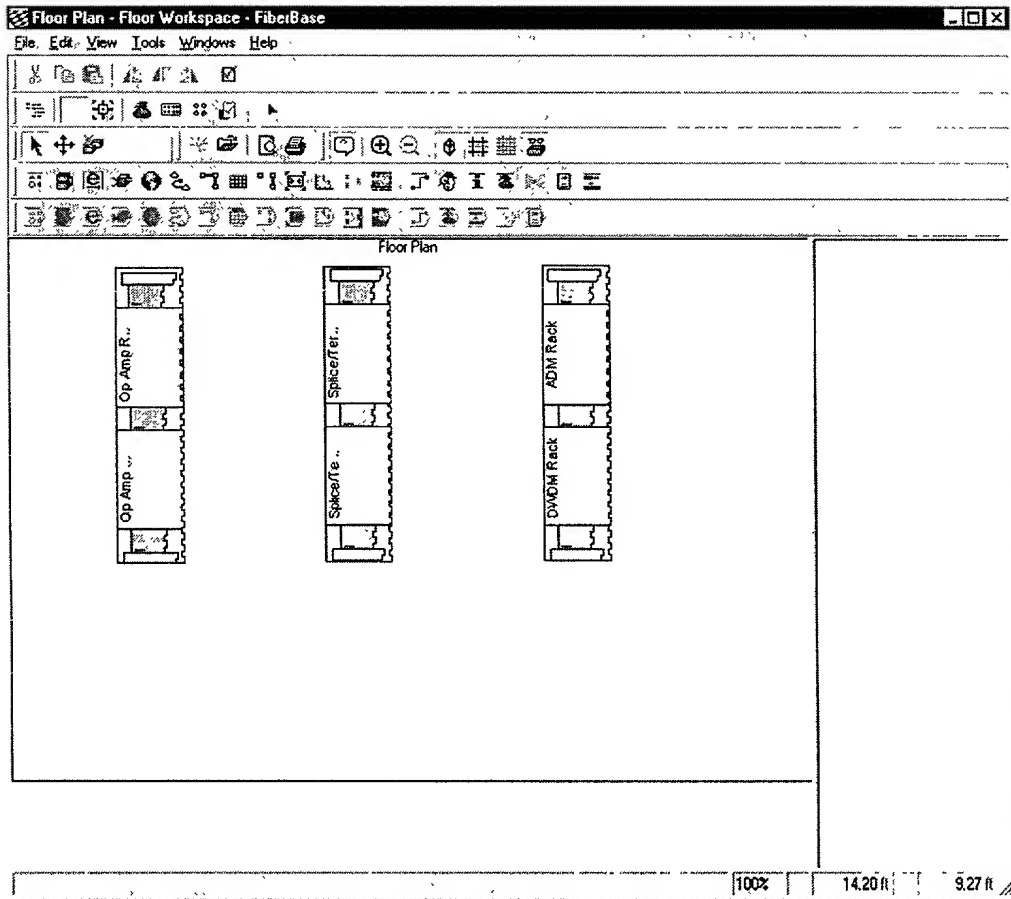 Floor Plan - Floor Workspace - FiberBase
File Edit View Tools Windows Help
Floor Plan
Op Amp R...
Splice/Ter...
ADM Rack
Op Amp ...
Splice/Te...
DWDM Rack
100% 14.20 ft 9.27 ft